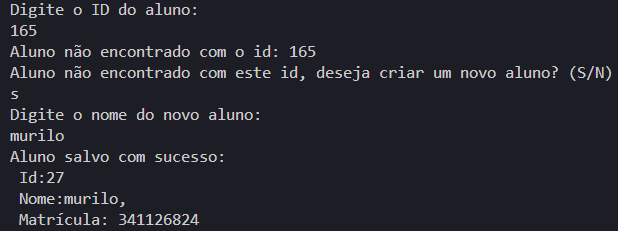 Digite o ID do aluno:
165
Aluno não encontrado com o id: 165
Aluno não encontrado com este id, deseja criar um novo aluno? (S/N)
s
Digite o nome do novo aluno:
murilo
Aluno salvo com sucesso:
Id:27
Nome:murilo,
Matrícula: 341126824